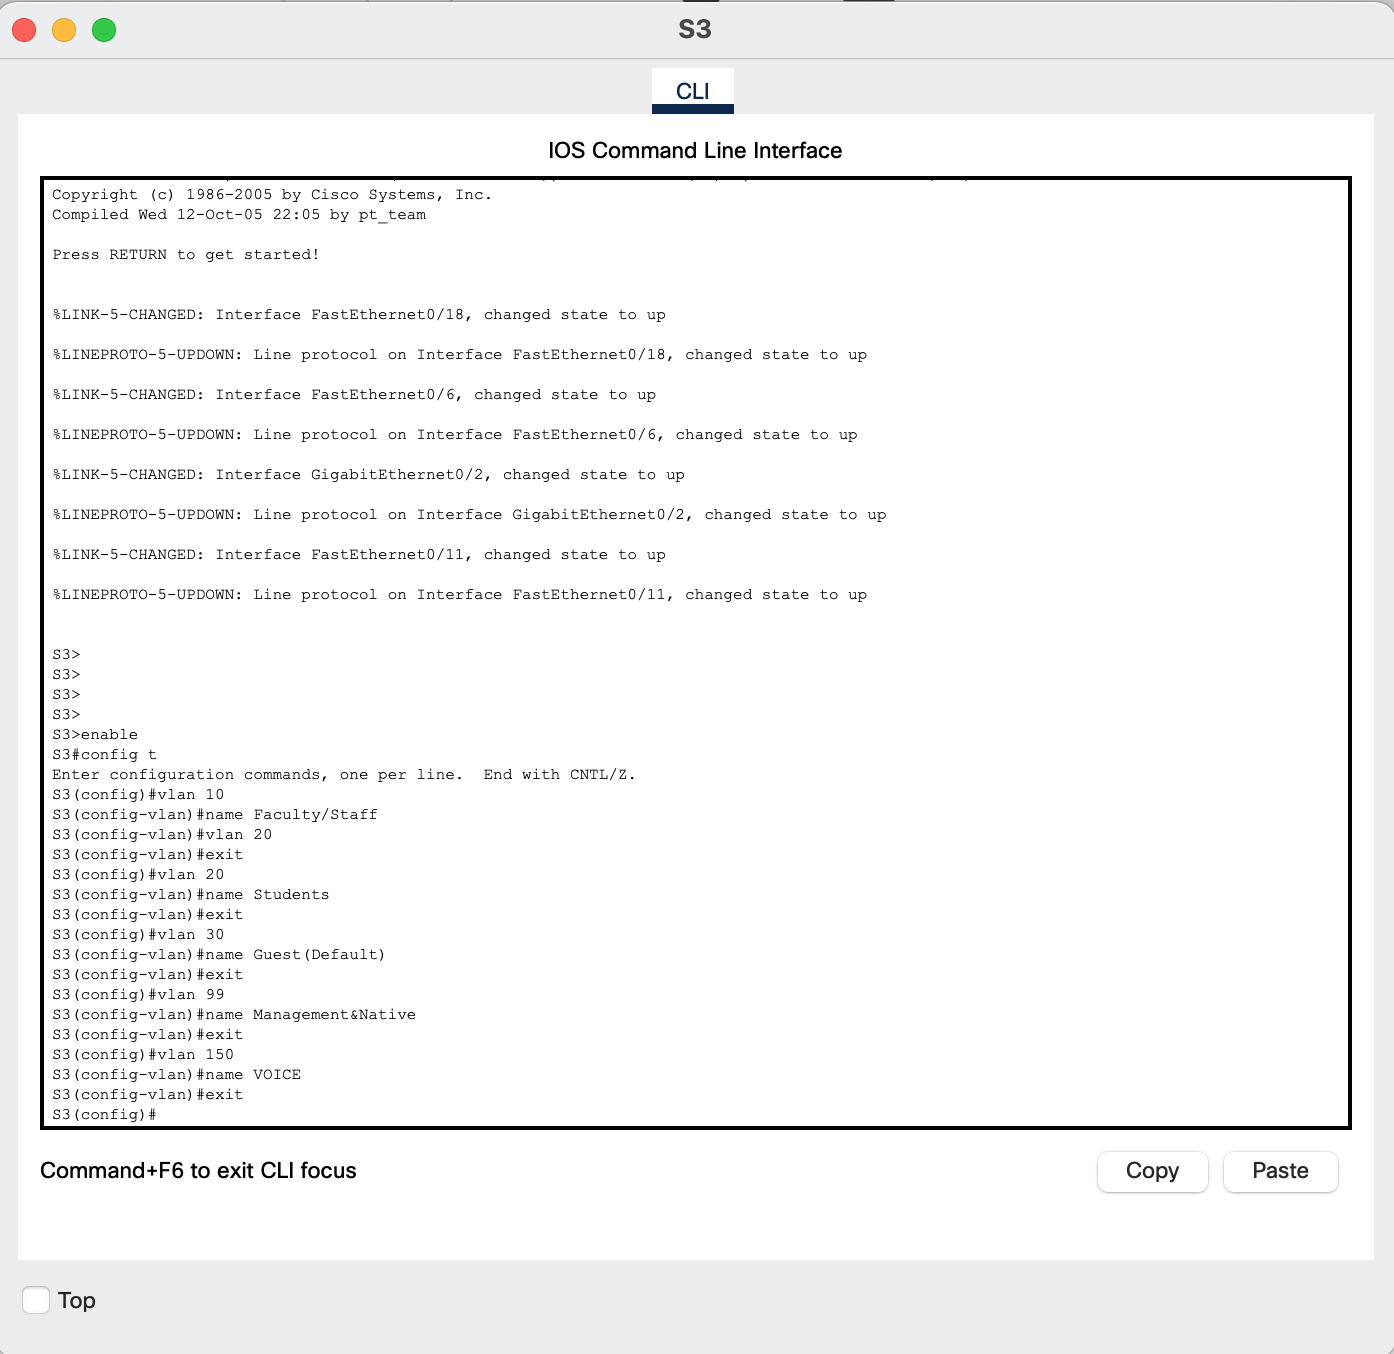 S3
CLI
IOS Command Line Interface
Copyright (c) 1986-2005 by Cisco Systems, Inc.
Compiled Wed 12-Oct-05 22:05 by pt_team
Press RETURN to get started!
%LINK-5-CHANGED: Interface FastEthernet0/18, changed state to up
%LINEPROTO-5-UPDOWN: Line protocol on Interface FastEthernet0/18, changed state to up
%LINK-5-CHANGED: Interface FastEthernet0/6, changed state to up
%LINEPROTO-5-UPDOWN: Line protocol on Interface FastEthernet0/6, changed state to up
%LINK-5-CHANGED: Interface GigabitEthernet0/2, changed state to up
%LINEPROTO-5-UPDOWN: Line protocol on Interface GigabitEthernet0/2, changed state to up
%LINK-5-CHANGED: Interface FastEthernet0/11, changed state to up
%LINEPROTO-5-UPDOWN: Line protocol on Interface FastEthernet0/11, changed state to up
S3>
S3>
S3>
S3>
S3>enable
S3#config t
Enter configuration commands, one per line.  End with CNTL/Z.
S3(config)#vlan 10
S3(config-vlan)#name Faculty/Staff
S3(config-vlan)#vlan 20
S3(config-vlan)#exit
S3(config)#vlan 20
S3(config-vlan)#name Students
S3(config-vlan)#exit
S3(config)#vlan 30
S3(config-vlan)#name Guest(Default)
S3(config-vlan)#exit
S3(config)#vlan 99
S3(config-vlan)#name Management&Native
S3(config-vlan)#exit
S3(config)#vlan 150
S3(config-vlan)#name VOICE
S3(config-vlan)#exit
S3(config)#
Command+F6 to exit CLI focus
Copy
Paste
Top